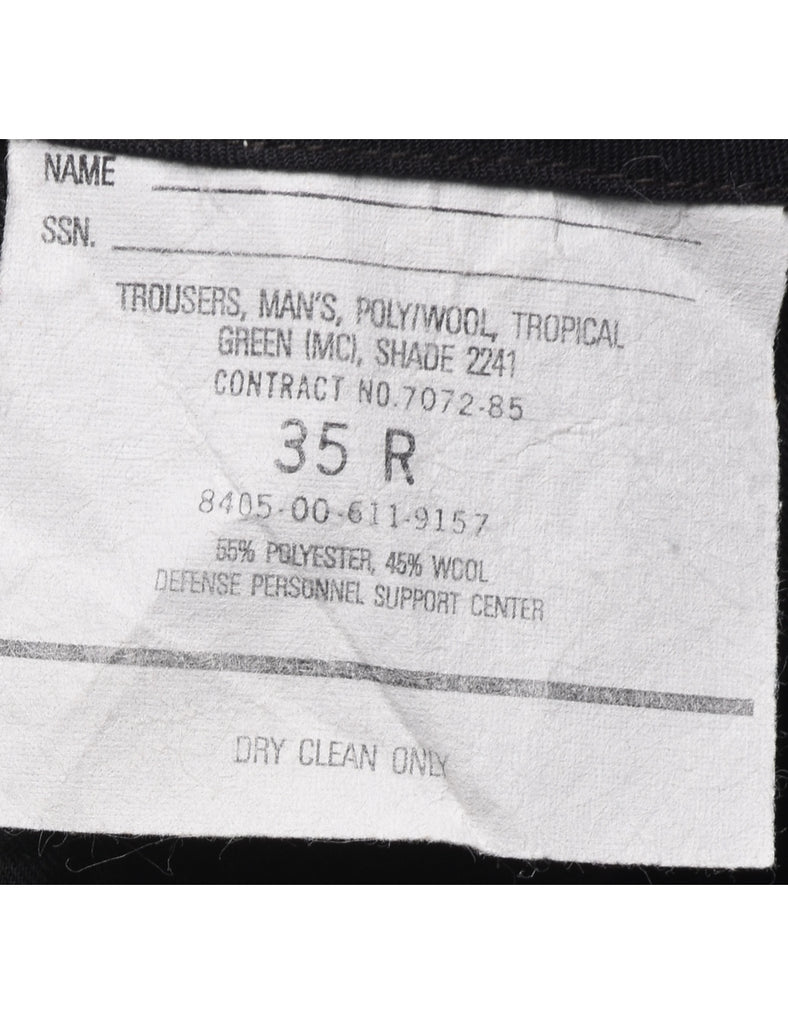 NAME
SSN.
TROUSERS, MAN'S, POLY/WOOL, TROPICAL
GREEN (MC), SHADE 2241
CONTRACT NO.7072-85
35 R
8405-00-611-9157
55% POLYESTER, 45% WOOL
DEFENSE PERSONNEL SUPPORT CENTER
DRY CLEAN ONLY